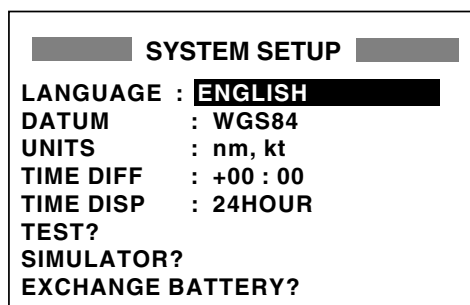 SYSTEM SETUP
LANGUAGE : ENGLISH
DATUM : WGS84
UNITS : nm, kt
TIME DIFF : +00 : 00
TIME DISP : 24HOUR
TEST?
SIMULATOR?
EXCHANGE BATTERY?